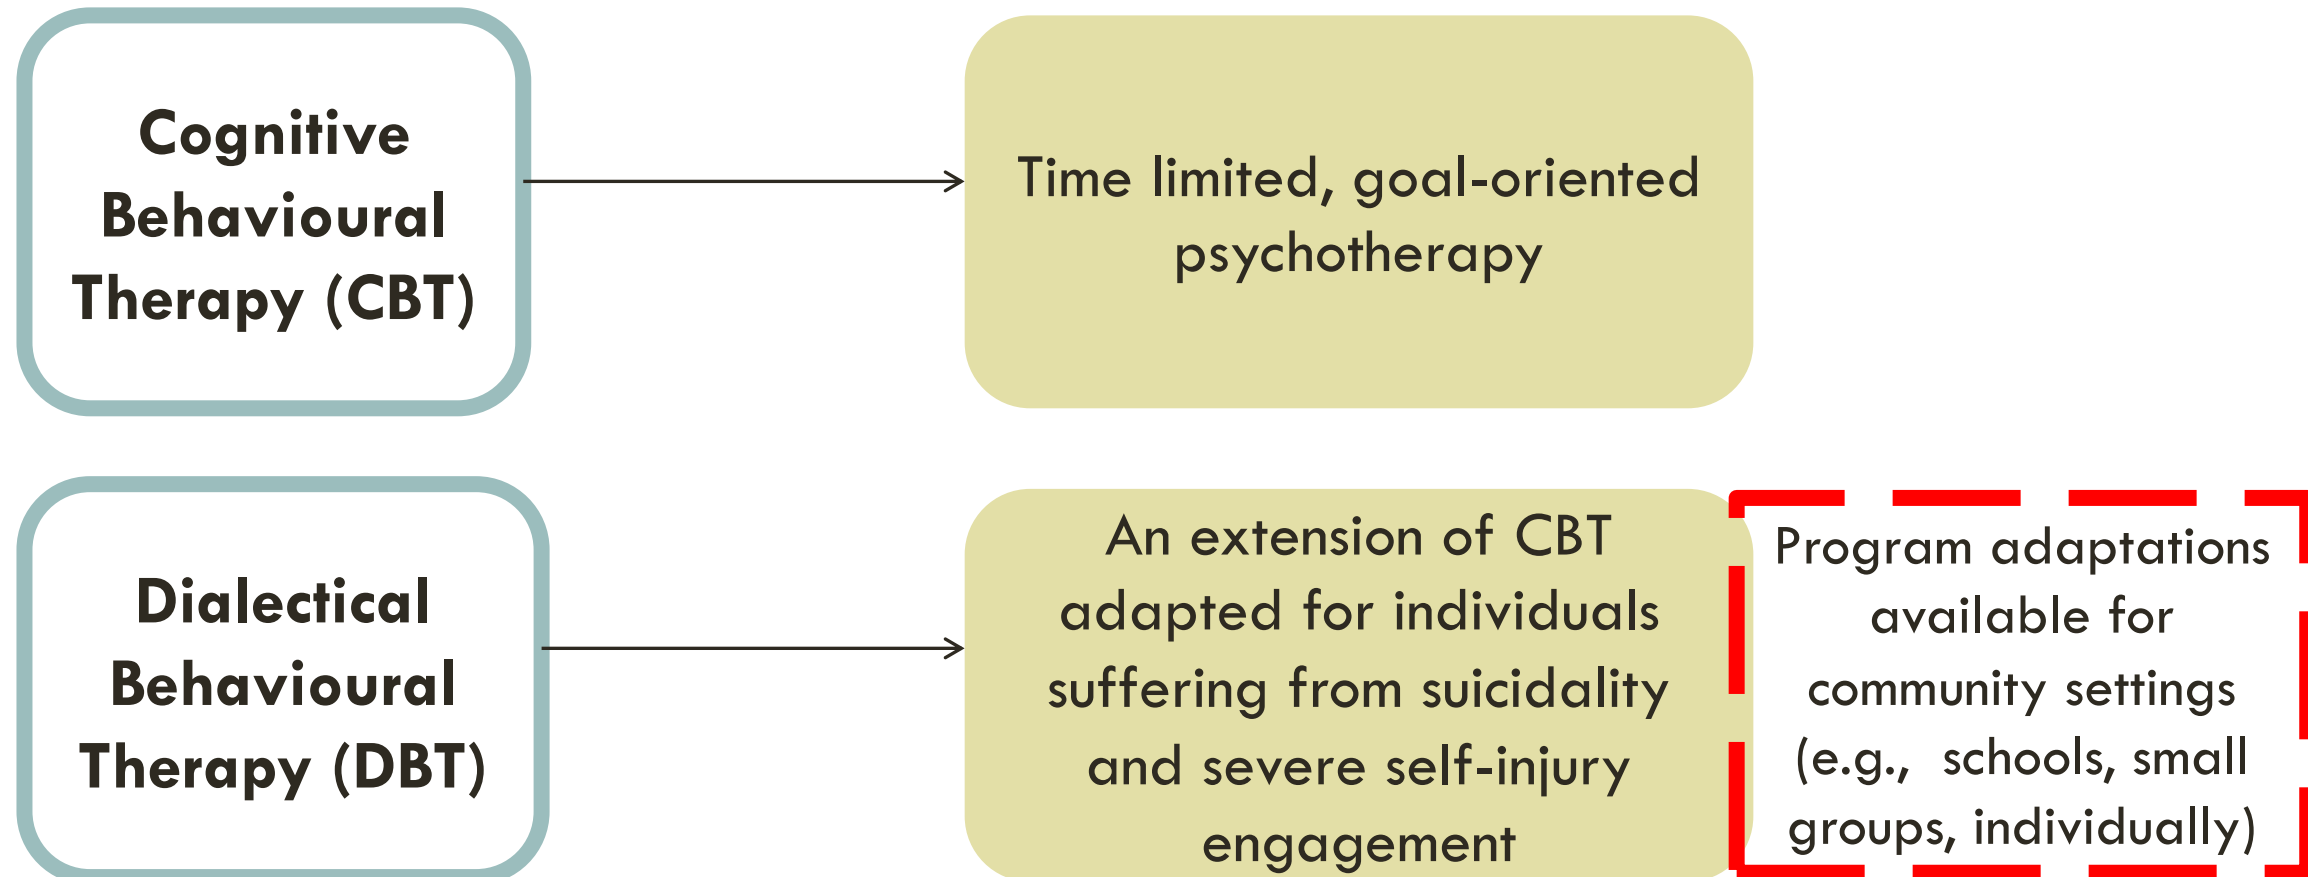 Cognitive
Behavioural
Therapy (CBT)
Time limited, goal-oriented
psychotherapy
Dialectical
Behavioural
Therapy (DBT)
An extension of CBT
adapted for individuals
suffering from suicidality
and severe self-injury
engagement
Program adaptations
available for
community settings
(e.g., schools, small
groups, individually)